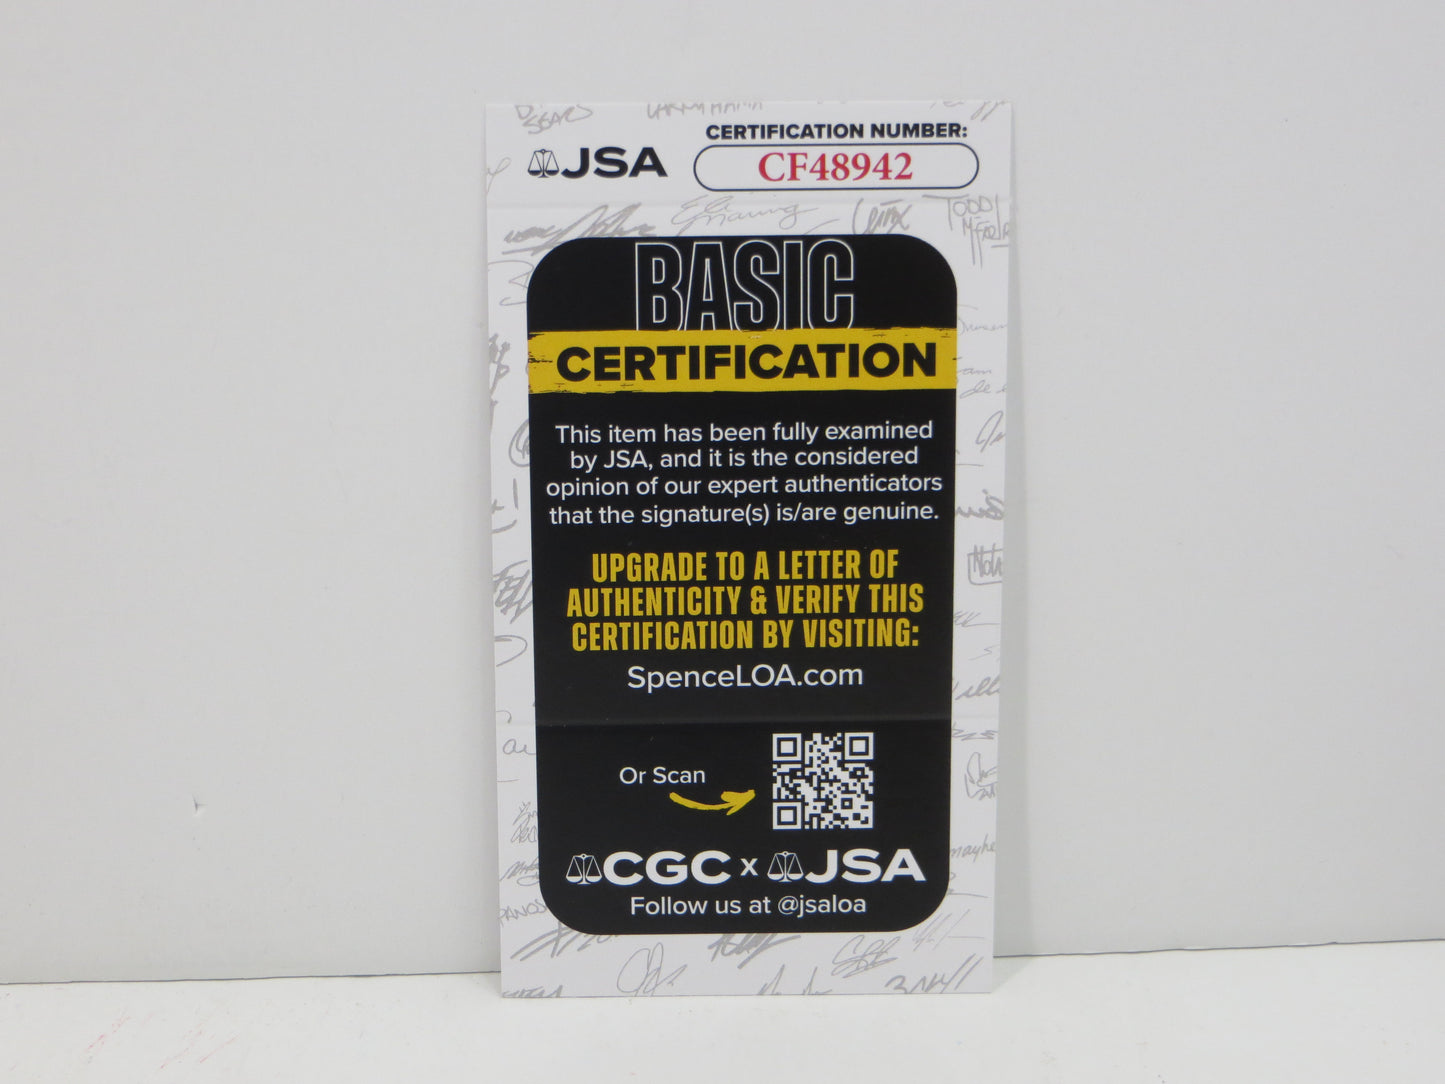 CERTIFICATION NUMBER:
JSA
CF48942
BASIC
CERTIFICATION
This item has been fully examined
by JSA, and it is the considered
opinion of our expert authenticators
that the signature(s) is/are genuine.
UPGRADE TO A LETTER OF
AUTHENTICITY & VERIFY THIS
CERTIFICATION BY VISITING:
SpenceLOA.com
Or Scan
CGC x JSA
Follow us at @jsaloa